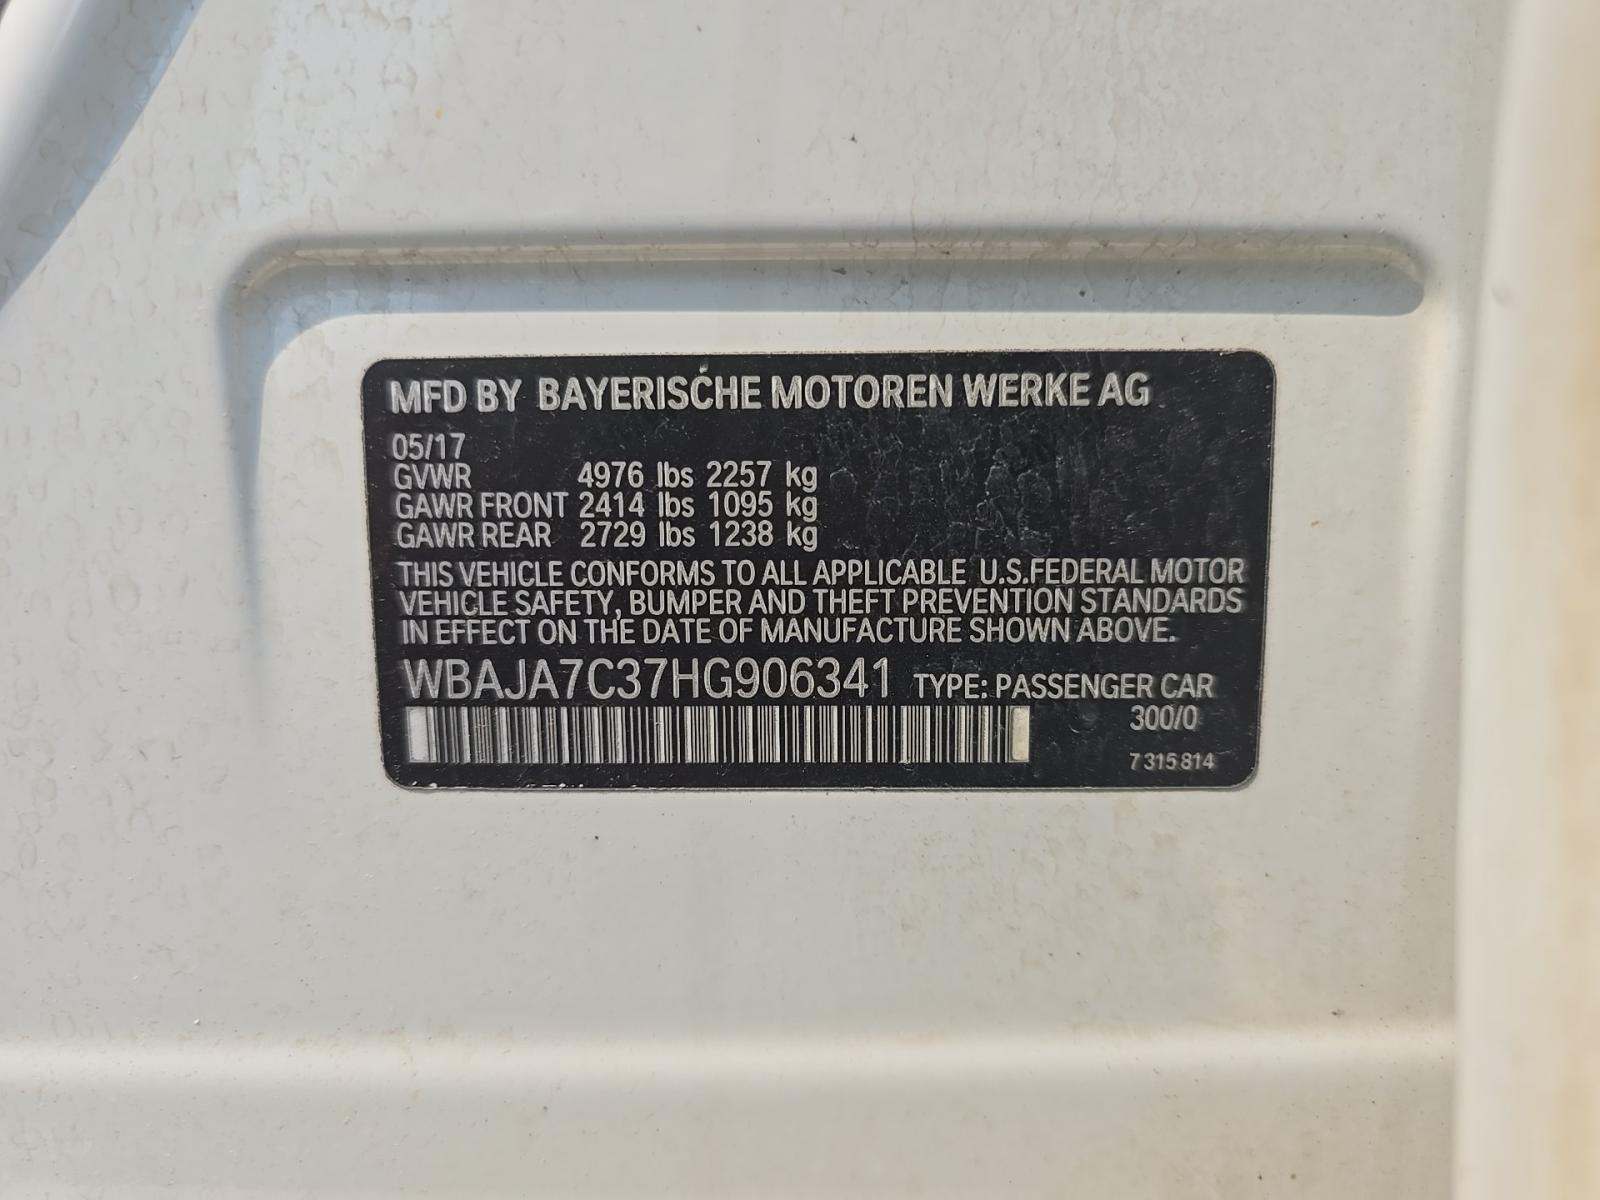 MFD BY BAYERISCHE MOTOREN WERKE AG
05/17
GVWR 4976 lbs 2257 kg
GAWR FRONT 2414 lbs 1095 kg
GAWR REAR 2729 lbs 1238 kg
THIS VEHICLE CONFORMS TO ALL APPLICABLE U.S.FEDERAL MOTOR
VEHICLE SAFETY, BUMPER AND THEFT PREVENTION STANDARDS
IN EFFECT ON THE DATE OF MANUFACTURE SHOWN ABOVE.
WBAJA7C37HG906341 TYPE: PASSENGER CAR
300/0
7 315 814